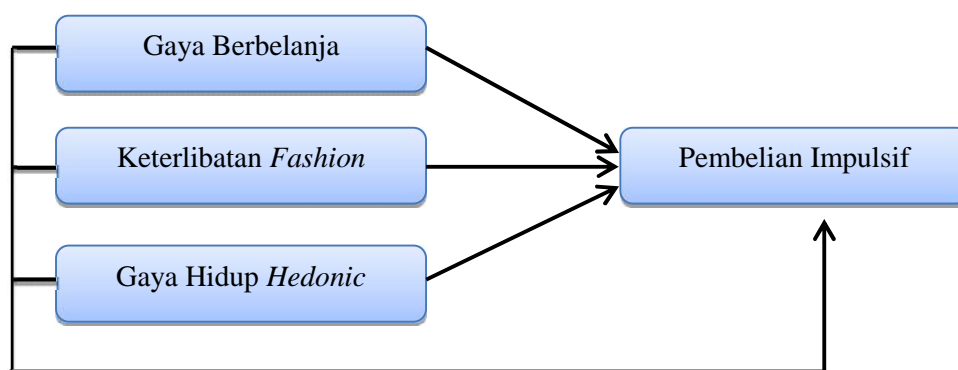 Gaya Berbelanja
Keterlibatan Fashion
Pembelian Impulsif
Gaya Hidup Hedonic